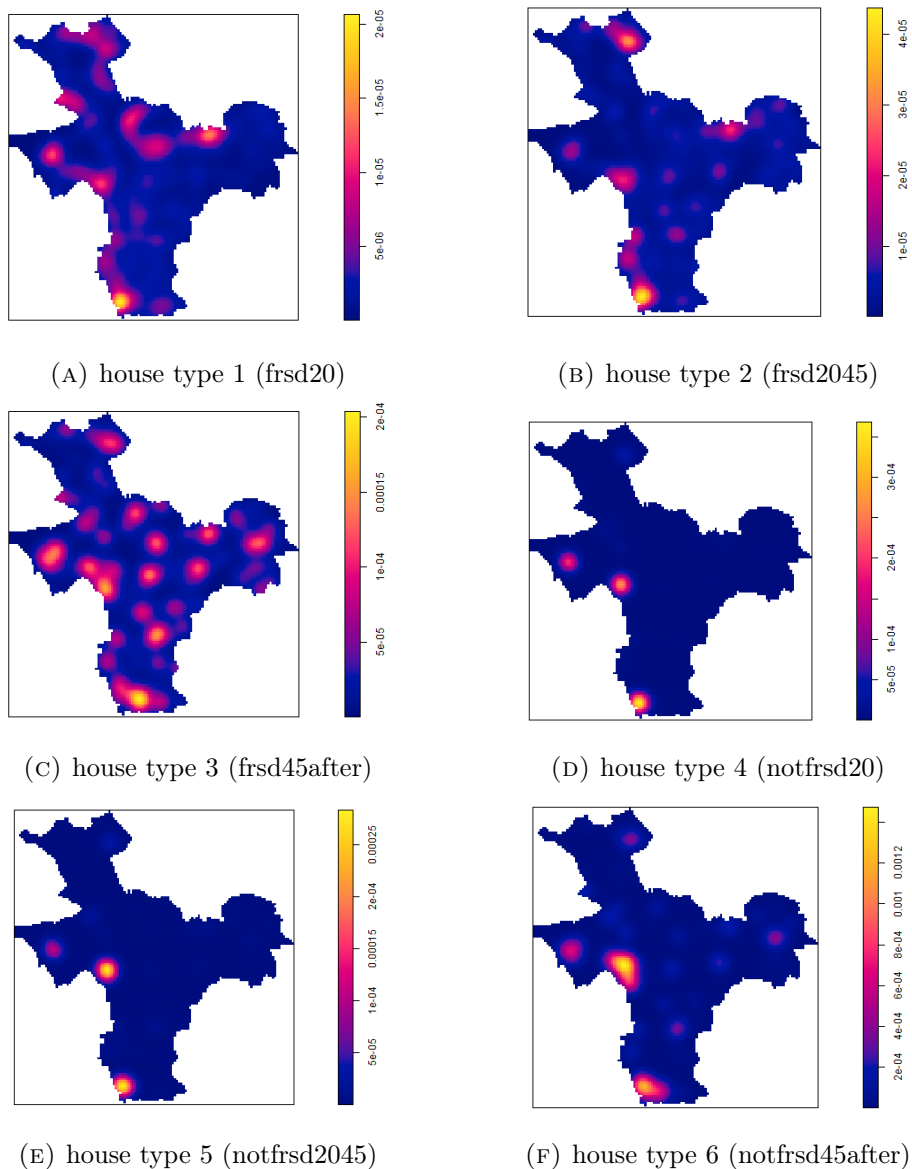 5e-06 1e-05 1.5e-05 2e-05
1e-05 2e-05 3e-05 4e-05
(A) house type 1 (frsd20)
(B) house type 2 (frsd2045)
5e-05 1e-04 0.00015 2e-04
5e-05 1e-04 2e-04 3e-04
(C) house type 3 (frsd45after)
(D) house type 4 (notfrsd20)
5e-05 1e-04 0.00015 2e-04 0.00025
2e-04 4e-04 6e-04 8e-04 0.001 0.0012
(E) house type 5 (notfrsd2045)
(F) house type 6 (notfrsd45after)